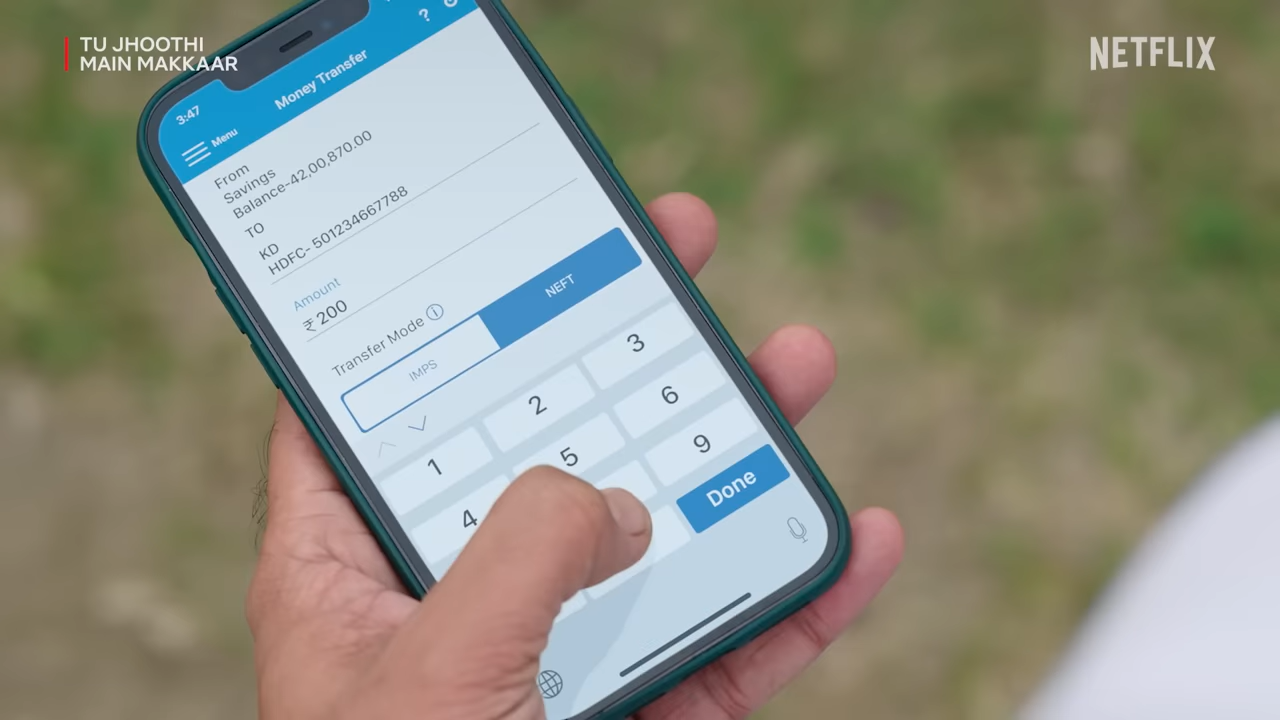 TU JHOOTHI
MAIN MAKKAAR
NETFLIX
?
3:47
Menu
Money Transfer
From
Savings
Balance-42,00,870.00
TO
KD
HDFC- 501234667788
Amount
₹ 200
Transfer Mode ⓘ
IMPS
NEFT
1
2
3
4
5
6
9
Done